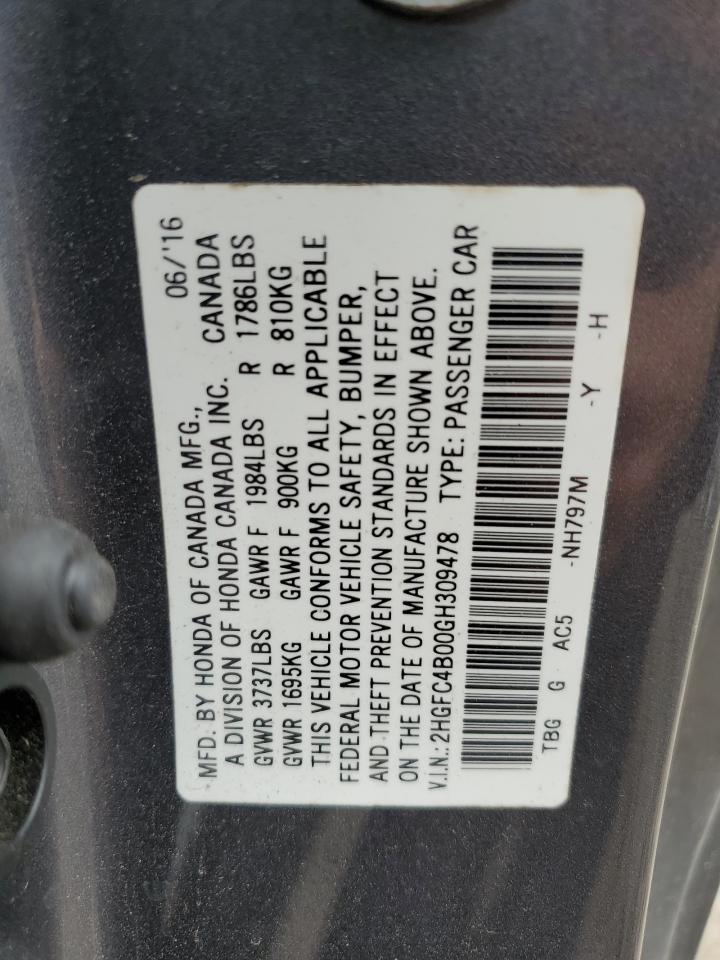 MFD. BY HONDA OF CANADA MFG., 06/'16
A DIVISION OF HONDA CANADA INC. CANADA
GVWR 3737LBS GAWR F 1984LBS R 1786LBS
GVWR 1695KG GAWR F 900KG R 810KG
THIS VEHICLE CONFORMS TO ALL APPLICABLE
FEDERAL MOTOR VEHICLE SAFETY, BUMPER,
AND THEFT PREVENTION STANDARDS IN EFFECT
ON THE DATE OF MANUFACTURE SHOWN ABOVE.
V.I.N.: 2HGFC4B00GH309478 TYPE: PASSENGER CAR
TBG G AC5 -NH797M -Y -H